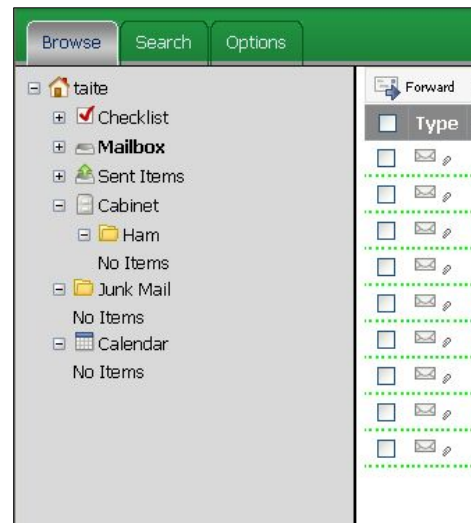 Browse Search Options
taite
Checklist
Mailbox
Sent Items
Cabinet
Ham
No Items
Junk Mail
No Items
Calendar
No Items
Forward
Type